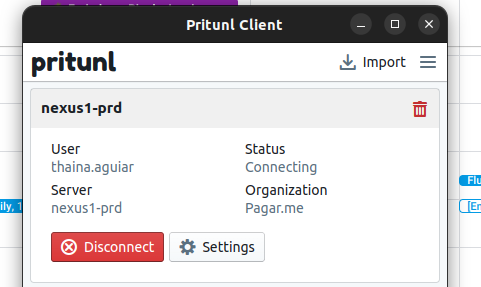 Pritunl Client
pritunl
Import
nexus1-prd
User
thaina.aguiar
Status
Connecting
Server
nexus1-prd
Organization
Pagar.me
Disconnect
Settings
ily, 1
Flu
[En